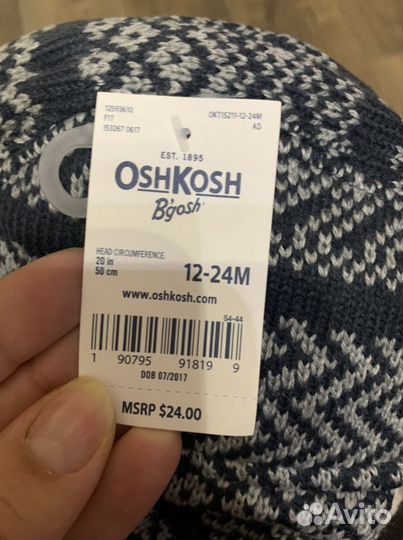 12593610
F17
153267 0617
OKT15211-12-24M
AO
EST. 1895
OSHKOSH
B'gosh
HEAD CIRCUMFERENCE:
20 in
50 cm
12-24M
www.oshkosh.com
S4-44
1 90795 91819 9
DOB 07/2017
MSRP $24.00
Avito